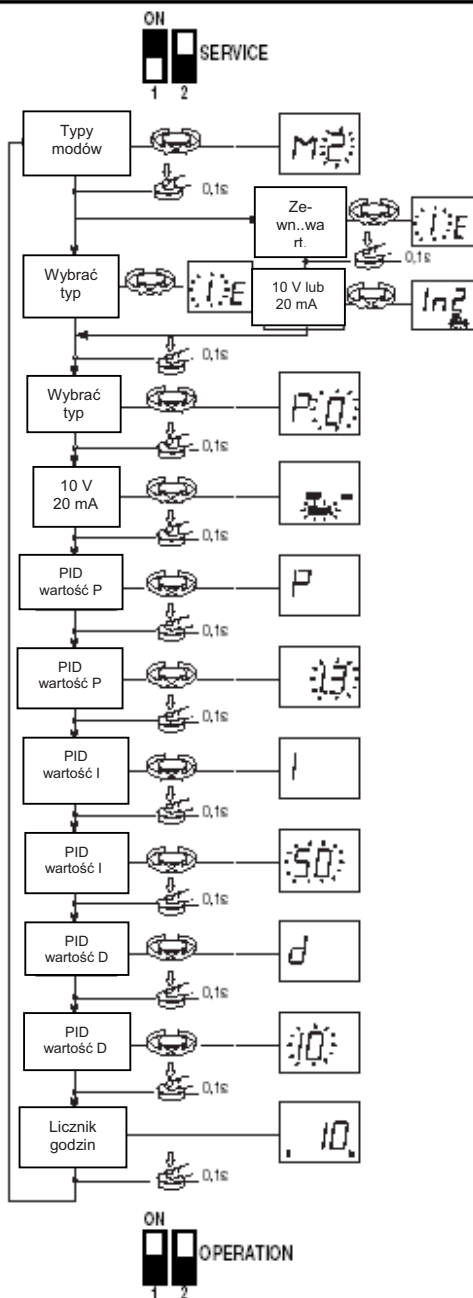 ON
SERVICE
1 2
Typy
modów
M2
0,1s
Ze-
wn..wa
rt.
1E
0,1s
Wybrać
typ
1E
10 V lub
20 mA
In2
0,1s
Wybrać
typ
P0
0,1s
10 V
20 mA
0,1s
PID
wartość P
P
0,1s
PID
wartość P
1.3
0,1s
PID
wartość I
I
0,1s
PID
wartość I
50
0,1s
PID
wartość D
d
0,1s
PID
wartość D
10
0,1s
Licznik
godzin
10
0,1s
ON
OPERATION
1 2